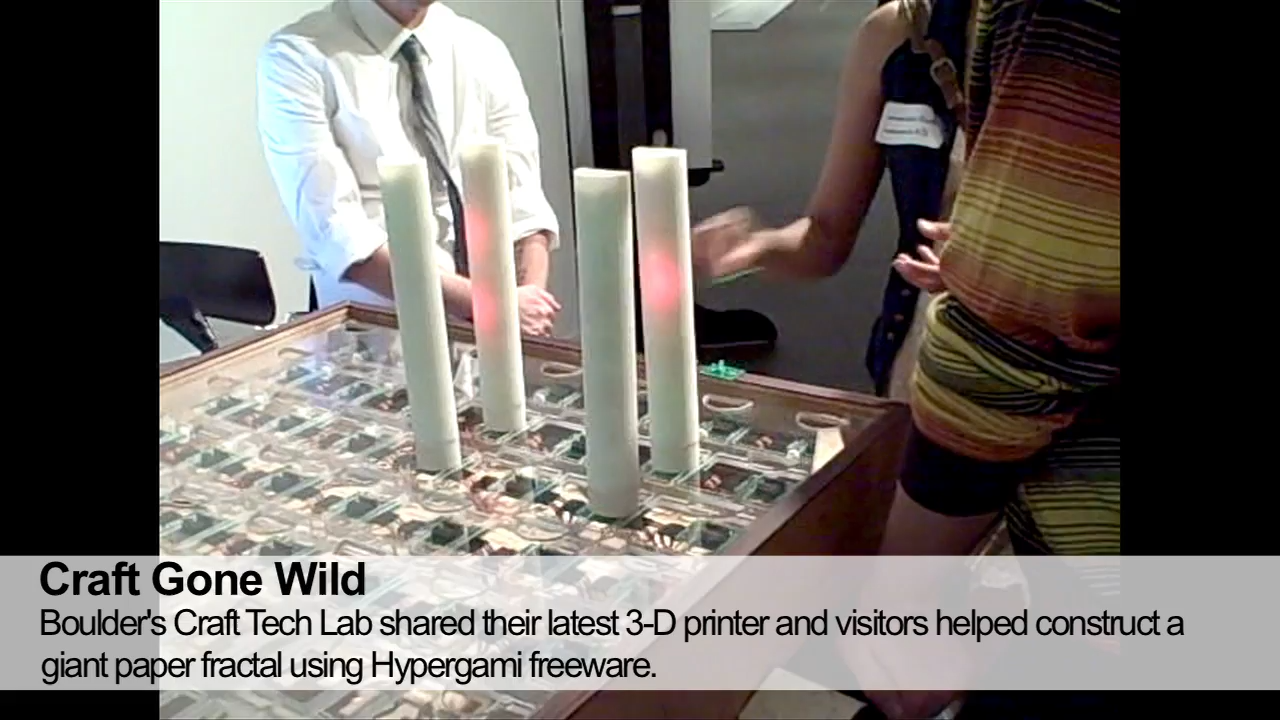 Craft Gone Wild
Boulder's Craft Tech Lab shared their latest 3-D printer and visitors helped construct a
giant paper fractal using Hypergami freeware.